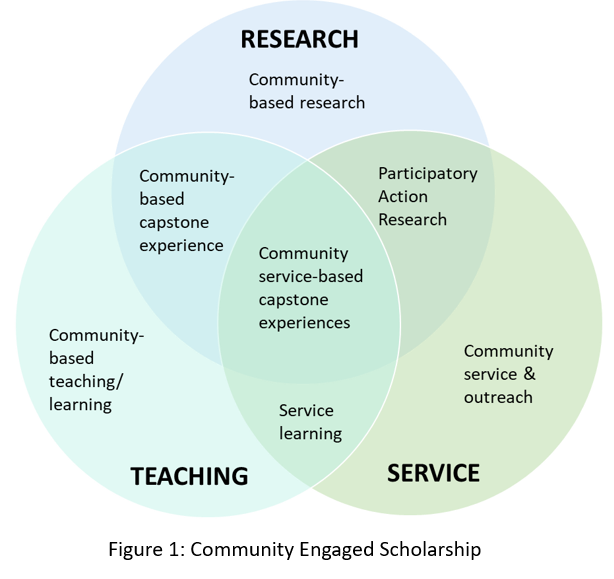 RESEARCH
Community-
based research
Community-
based
capstone
experience
Participatory
Action
Research
Community
service-based
capstone
experiences
Community-
based
teaching/
learning
Community
service &
outreach
Service
learning
TEACHING
SERVICE
Figure 1: Community Engaged Scholarship